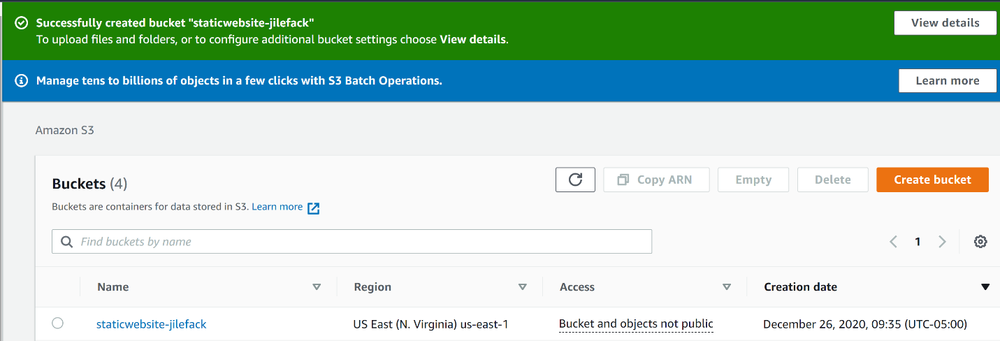 Successfully created bucket "staticwebsite-jilefack"
To upload files and folders, or to configure additional bucket settings choose View details.
View details
Manage tens to billions of objects in a few clicks with S3 Batch Operations.
Learn more
Amazon S3
Buckets (4)
Copy ARN
Empty
Delete
Create bucket
Buckets are containers for data stored in S3. Learn more
Find buckets by name
1
Name Region Access Creation date
staticwebsite-jilefack US East (N. Virginia) us-east-1 Bucket and objects not public December 26, 2020, 09:35 (UTC-05:00)